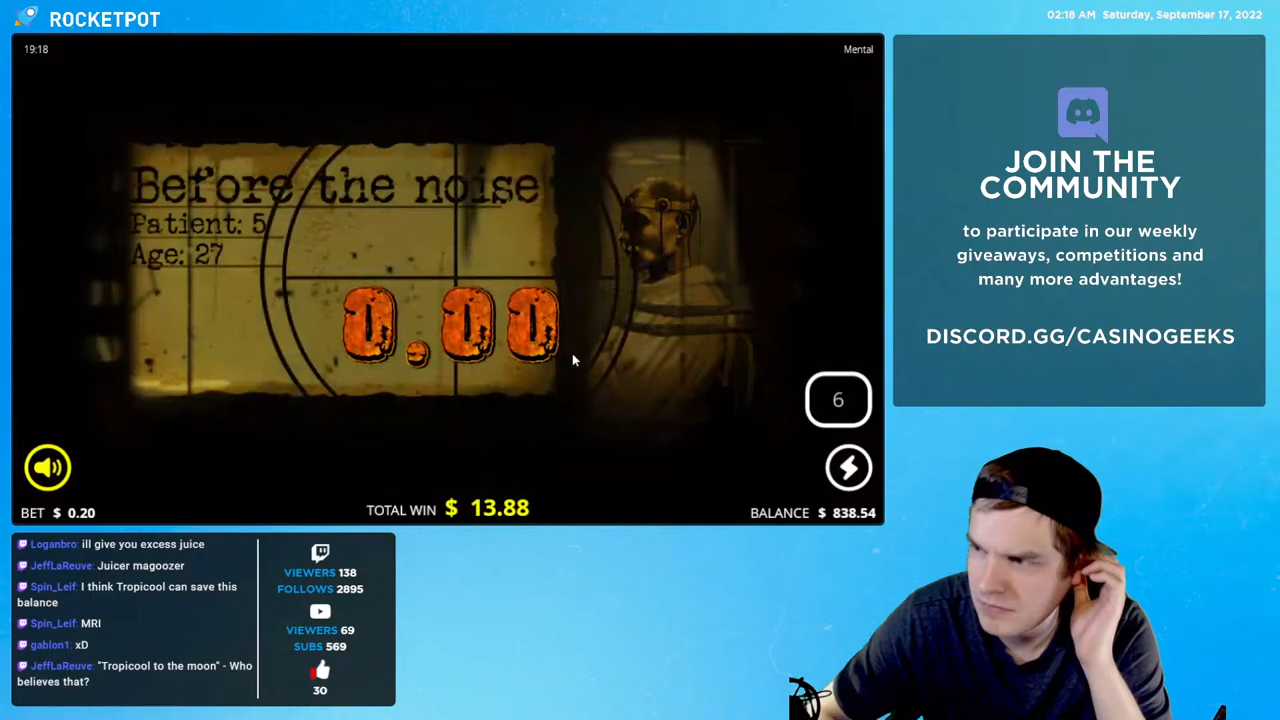 ROCKETPOT
02:18 AM Saturday, September 17, 2022
19:18
Mental
Before the noise
Patient: 5
Age: 27
0.00
6
BET $ 0.20
TOTAL WIN $ 13.88
BALANCE $ 838.54
JOIN THE
COMMUNITY
to participate in our weekly
giveaways, competitions and
many more advantages!
DISCORD.GG/CASINOGEEKS
Loganbro: ill give you excess juice
JeffLaReuve: Juicer magoozer
Spin_Leif: I think Tropicool can save this
balance
Spin_Leif: MRI
gablon1: xD
JeffLaReuve: "Tropicool to the moon" - Who
believes that?
VIEWERS 138
FOLLOWS 2895
VIEWERS 69
SUBS 569
30